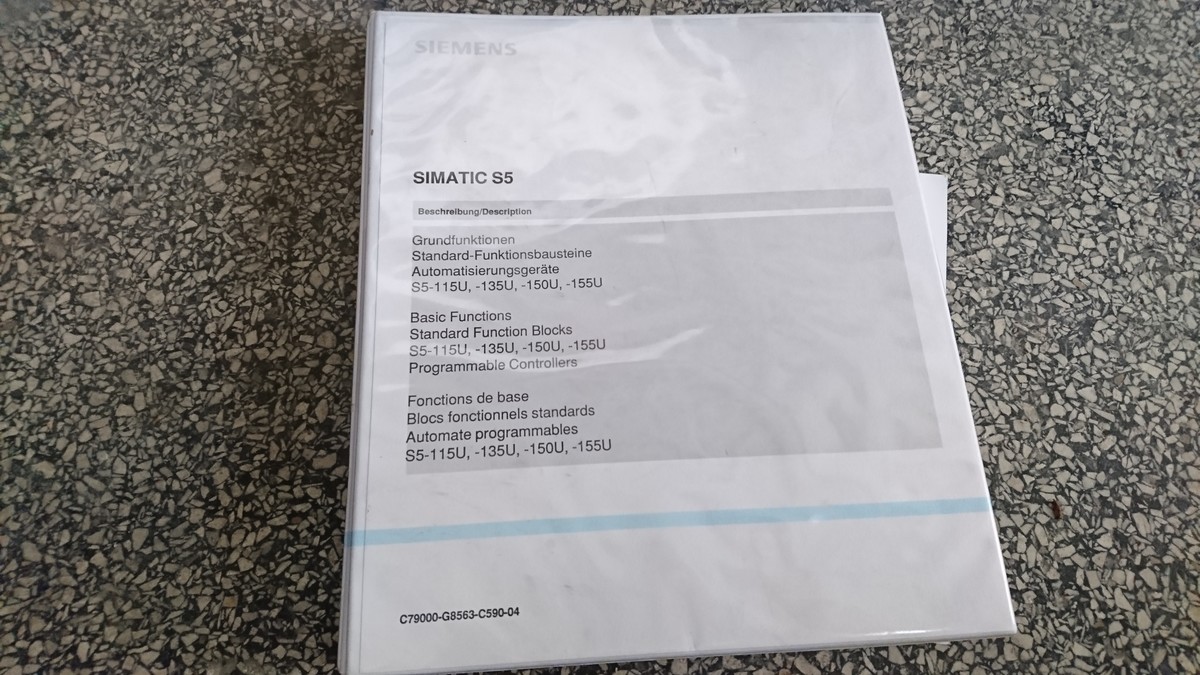 SIEMENS
SIMATIC S5
Beschreibung/Description
Grundfunktionen
Standard-Funktionsbausteine
Automatisierungsgeräte
S5-115U, -135U, -150U, -155U
Basic Functions
Standard Function Blocks
S5-115U, -135U, -150U, -155U
Programmable Controllers
Fonctions de base
Blocs fonctionnels standards
Automate programmables
S5-115U, -135U, -150U, -155U
C79000-G8563-C590-04